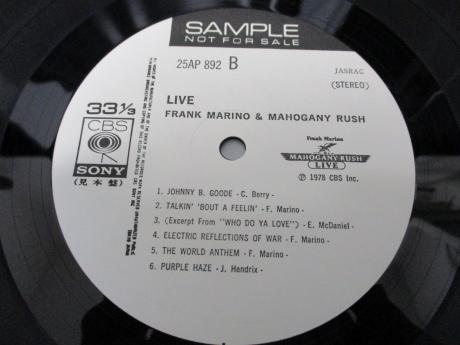 SAMPLE
NOT FOR SALE
25AP 892 B
JASRAC
(STEREO)
33 1/3
CBS
SONY
(見本盤)
LIVE
FRANK MARINO & MAHOGANY RUSH
Frank Marino
MAHOGANY RUSH
LIVE
℗ 1978 CBS Inc.
1. JOHNNY B. GOODE - C. Berry -
2. TALKIN' 'BOUT A FEELIN' - F. Marino -
3. (Excerpt From "WHO DO YA LOVE") - E. McDaniel -
4. ELECTRIC REFLECTIONS OF WAR - F. Marino -
5. THE WORLD ANTHEM - F. Marino -
6. PURPLE HAZE - J. Hendrix -